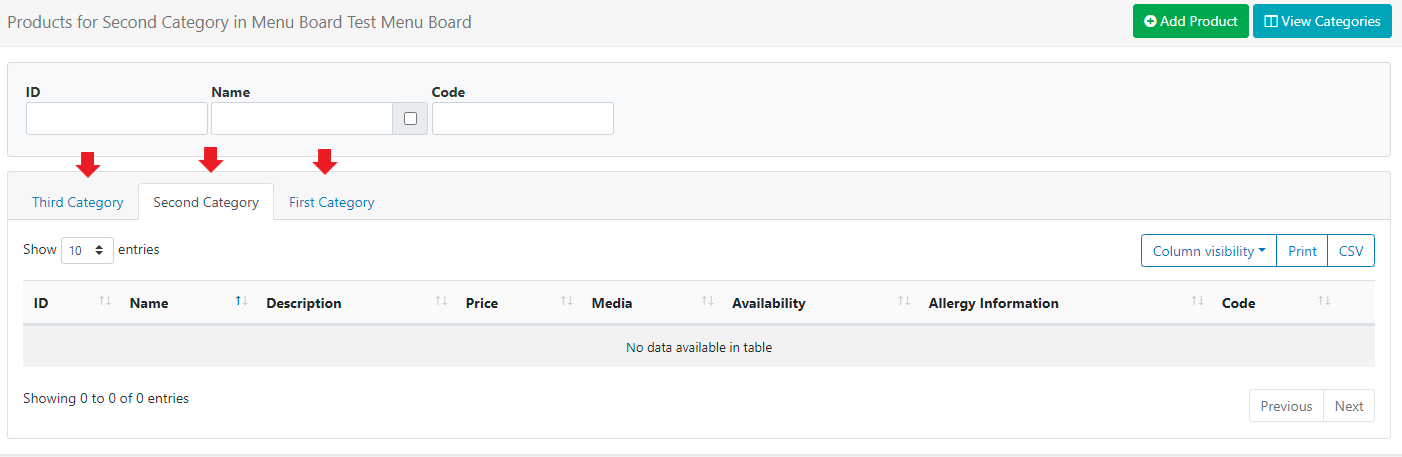 Products for Second Category in Menu Board Test Menu Board
Add Product
View Categories
ID
Name
Code
Third Category
Second Category
First Category
Show 10 entries
Column visibility
Print
CSV
ID
Name
Description
Price
Media
Availability
Allergy Information
Code
No data available in table
Showing 0 to 0 of 0 entries
Previous
Next